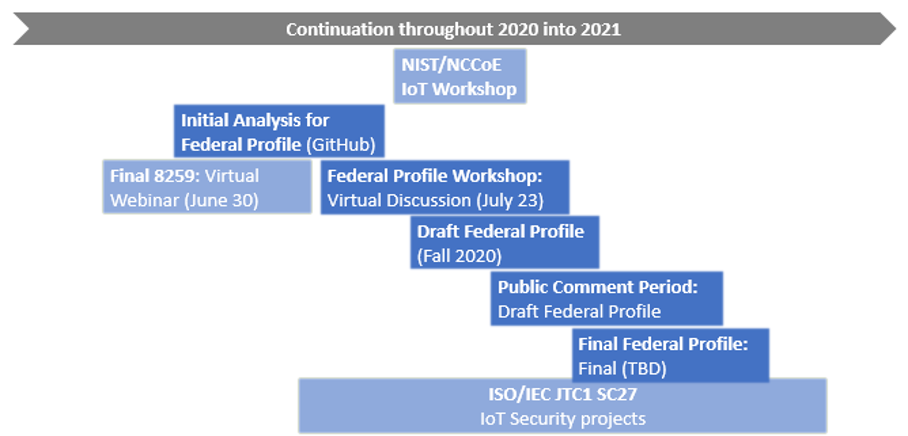 Continuation throughout 2020 into 2021
NIST/NCCoE
IoT Workshop
Initial Analysis for
Federal Profile (GitHub)
Final 8259: Virtual
Webinar (June 30)
Federal Profile Workshop:
Virtual Discussion (July 23)
Draft Federal Profile
(Fall 2020)
Public Comment Period:
Draft Federal Profile
Final Federal Profile:
Final (TBD)
ISO/IEC JTC1 SC27
IoT Security projects